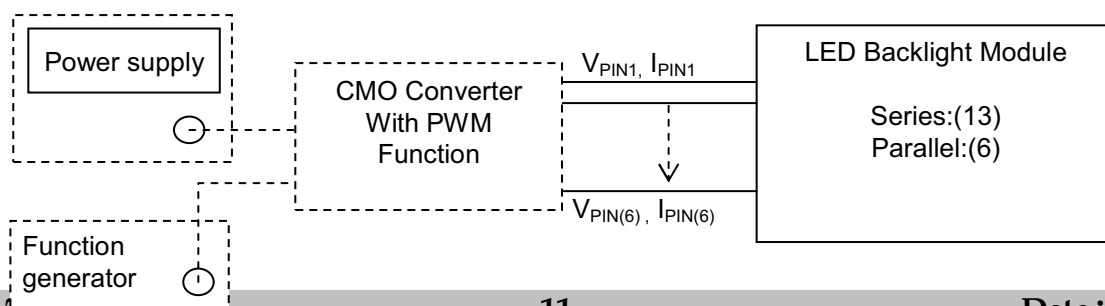 Power supply
CMO Converter
With PWM
Function
V_PIN1, I_PIN1
V_PIN(6) , I_PIN(6)
LED Backlight Module
Series:(13)
Parallel:(6)
Function
generator
11